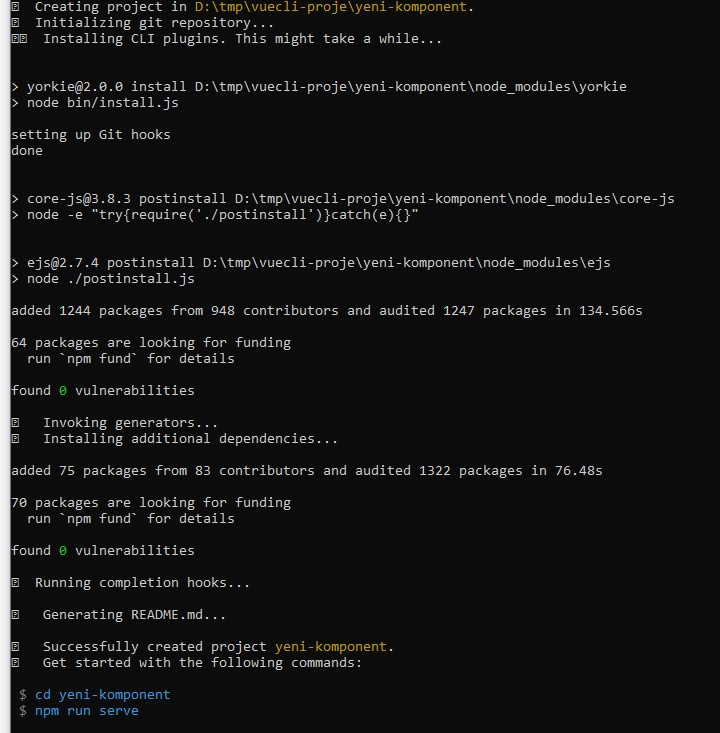 Creating project in D:\tmp\vuecli-proje\yeni-komponent.
Initializing git repository...
Installing CLI plugins. This might take a while...
> yorkie@2.0.0 install D:\tmp\vuecli-proje\yeni-komponent\node_modules\yorkie
> node bin/install.js
setting up Git hooks
done
> core-js@3.8.3 postinstall D:\tmp\vuecli-proje\yeni-komponent\node_modules\core-js
> node -e "try{require('./postinstall')}catch(e){}"
> ejs@2.7.4 postinstall D:\tmp\vuecli-proje\yeni-komponent\node_modules\ejs
> node ./postinstall.js
added 1244 packages from 948 contributors and audited 1247 packages in 134.566s
64 packages are looking for funding
run `npm fund` for details
found 0 vulnerabilities
Invoking generators...
Installing additional dependencies...
added 75 packages from 83 contributors and audited 1322 packages in 76.48s
70 packages are looking for funding
run `npm fund` for details
found 0 vulnerabilities
Running completion hooks...
Generating README.md...
Successfully created project yeni-komponent.
Get started with the following commands:
$ cd yeni-komponent
$ npm run serve